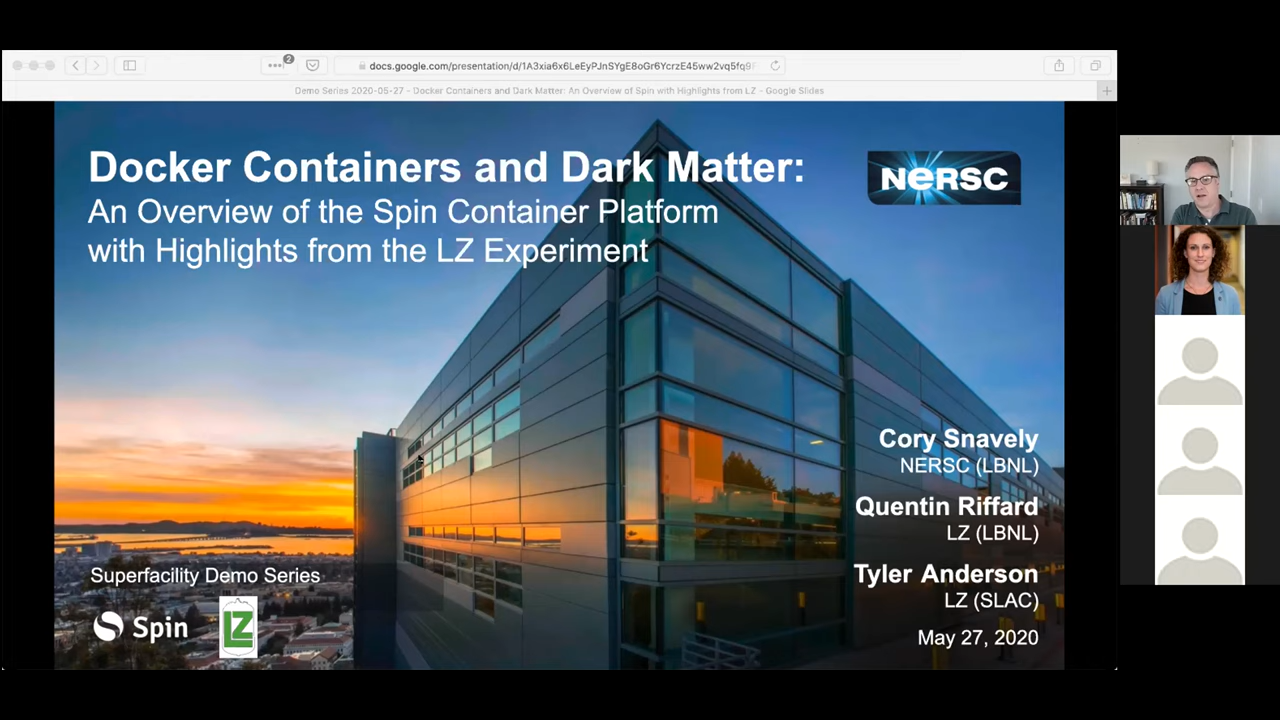 2
docs.google.com/presentation/d/1A3xia6x6LeEyPJnSYgE8oGr6YcrzE45ww2vq5fq9
Demo Series 2020-05-27 - Docker Containers and Dark Matter: An Overview of Spin with Highlights from LZ - Google Slides
Docker Containers and Dark Matter:
An Overview of the Spin Container Platform
with Highlights from the LZ Experiment
NERSC
Cory Snavely
NERSC (LBNL)
Quentin Riffard
LZ (LBNL)
Tyler Anderson
LZ (SLAC)
May 27, 2020
Superfacility Demo Series
Spin
LZ